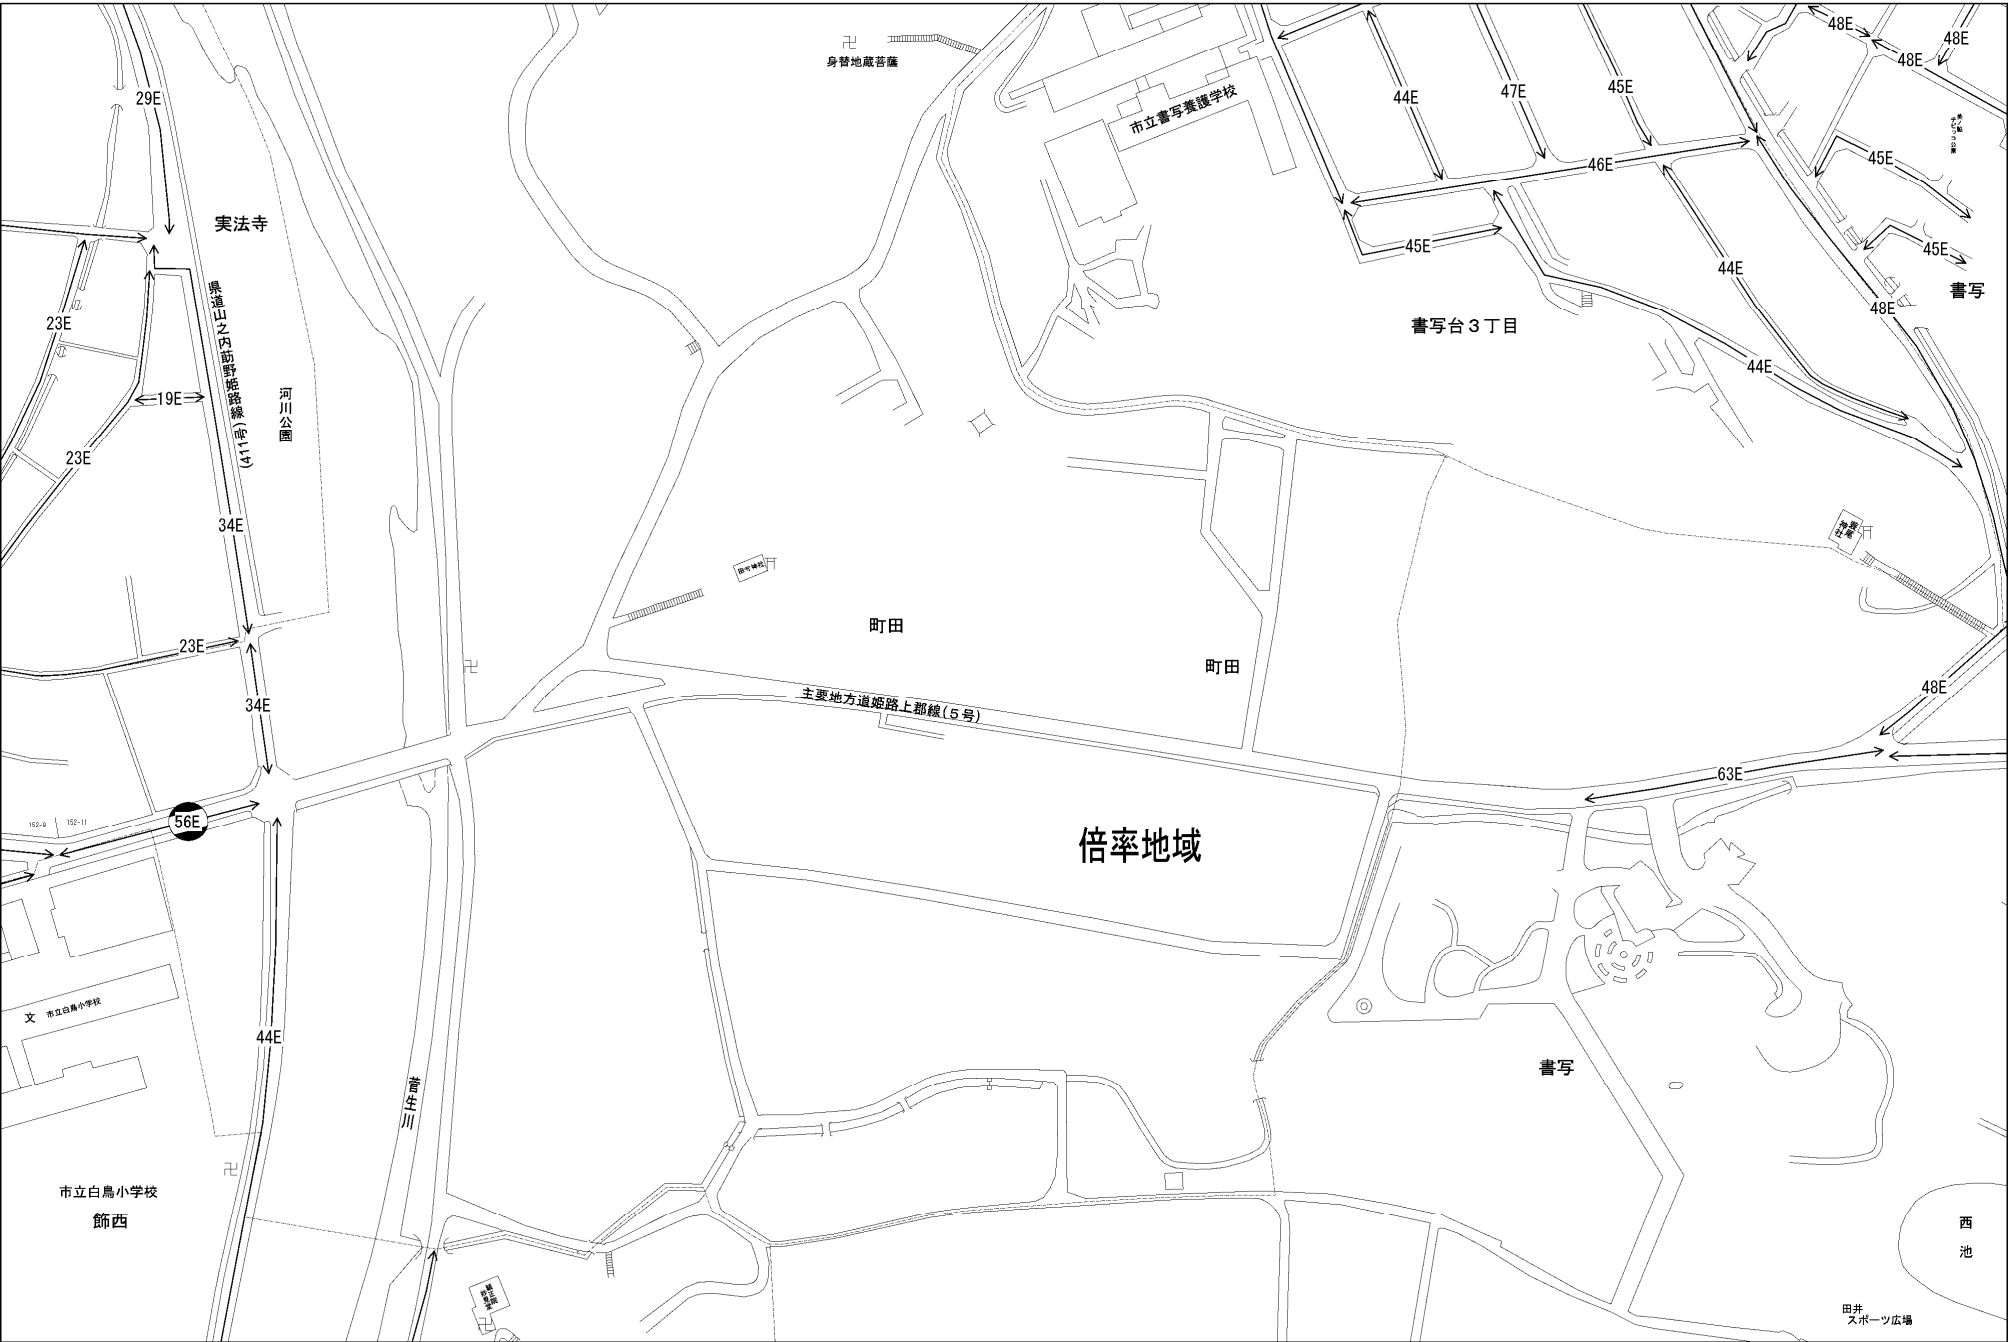 48E
48E
48E
48E
身替地蔵菩薩
29E
44E
47E
45E
市立書写養護学校
46E
45E
実法寺
45E
45E
44E
書写
県道山之内莇野姫路線(411号)
48E
23E
書写台3丁目
44E
19E
河川公園
23E
34E
町田
23E
町田
34E
主要地方道姫路上郡線(5号)
48E
63E
152-9
152-11
56E
倍率地域
文
市立白鳥小学校
44E
書写
菅生川
市立白鳥小学校
飾西
西池
田井
スポーツ広場